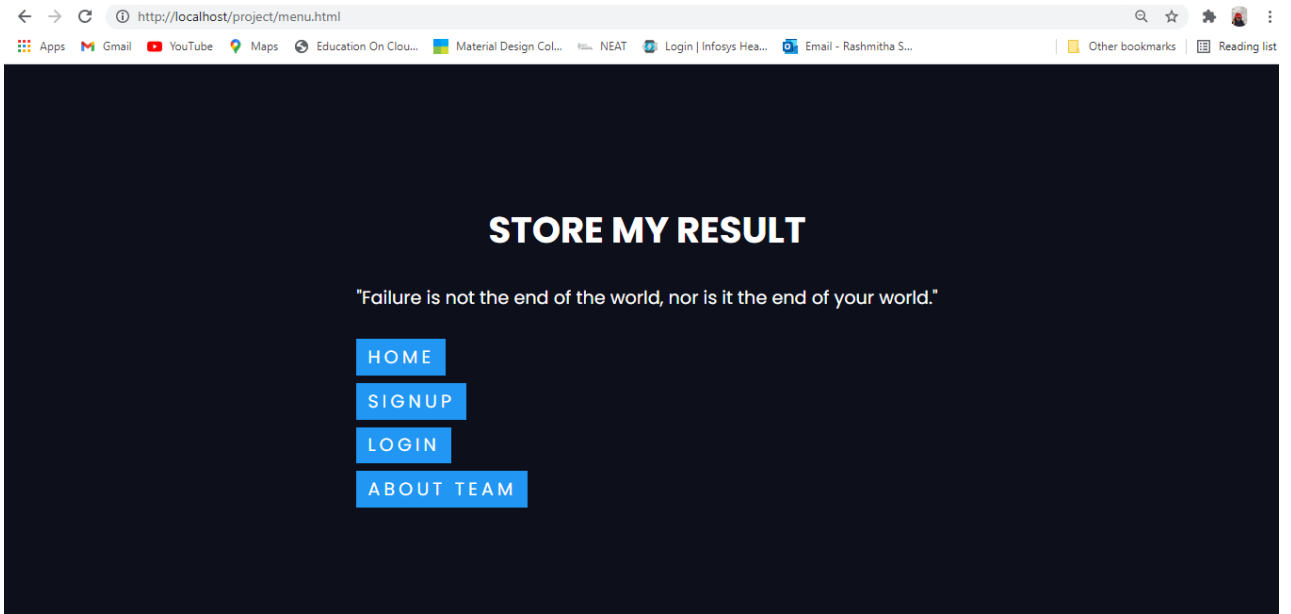 http://localhost/project/menu.html
Apps Gmail YouTube Maps Education On Clou... Material Design Col... NEAT Login | Infosys Hea... Email - Rashmitha S... Other bookmarks Reading list
STORE MY RESULT
"Failure is not the end of the world, nor is it the end of your world."
HOME
SIGNUP
LOGIN
ABOUT TEAM